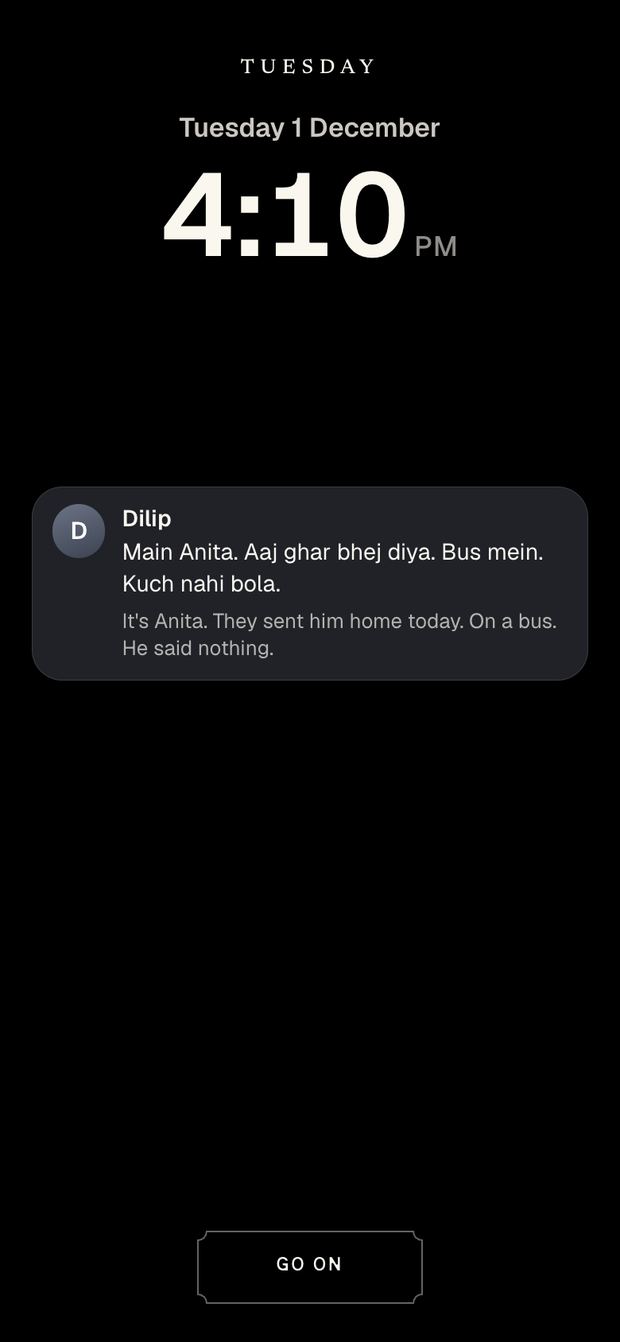 TUESDAY
Tuesday 1 December
4:10 PM
D
Dilip
Main Anita. Aaj ghar bhej diya. Bus mein.
Kuch nahi bola.
It's Anita. They sent him home today. On a bus.
He said nothing.
GO ON